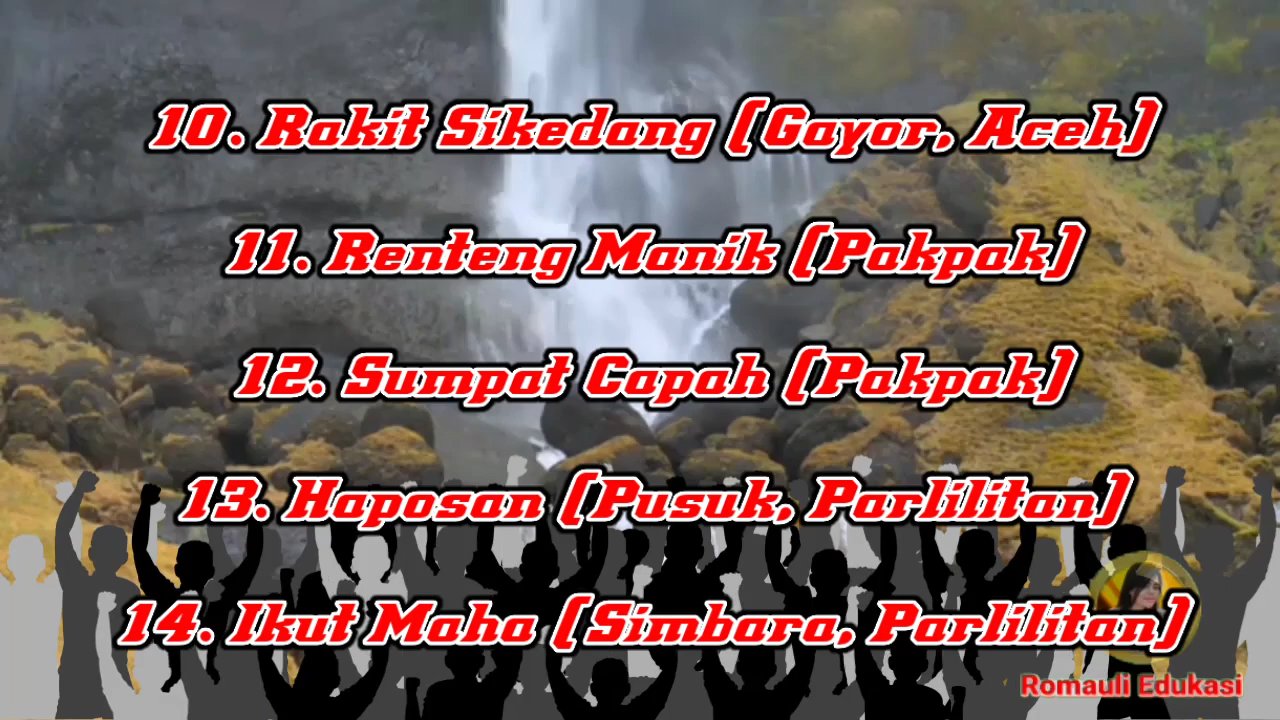 10. Rakit Sikedang (Gayor, Aceh)
11. Renteng Manik (Pakpak)
12. Sumpat Capah (Pakpak)
13. Haposan (Pusuk, Parlilitan)
14. Ikut Maha (Simbara, Parlilitan)
Romauli Edukasi